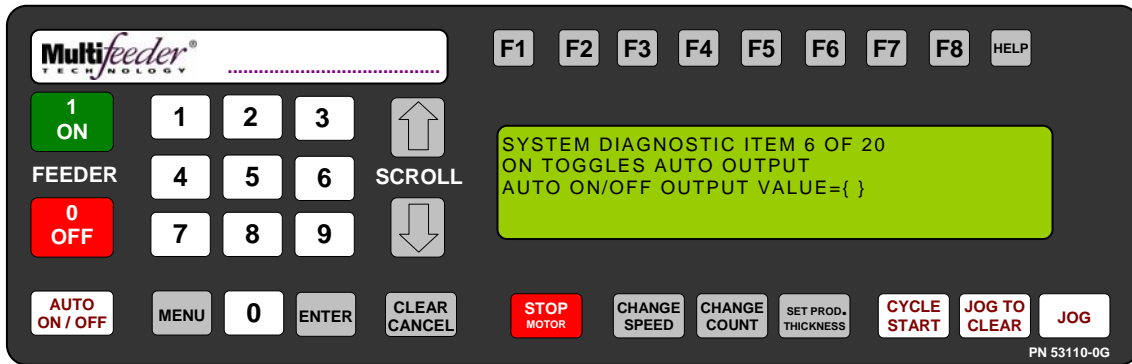 Multifeeder®
TECHNOLOGY
F1 F2 F3 F4 F5 F6 F7 F8 HELP
1
ON
FEEDER
0
OFF
1 2 3
4 5 6
7 8 9
SCROLL
SYSTEM DIAGNOSTIC ITEM 6 OF 20
ON TOGGLES AUTO OUTPUT
AUTO ON/OFF OUTPUT VALUE={ }
AUTO
ON / OFF
MENU
0
ENTER
CLEAR
CANCEL
STOP
MOTOR
CHANGE
SPEED
CHANGE
COUNT
SET PROD.
THICKNESS
CYCLE
START
JOG TO
CLEAR
JOG
PN 53110-0G